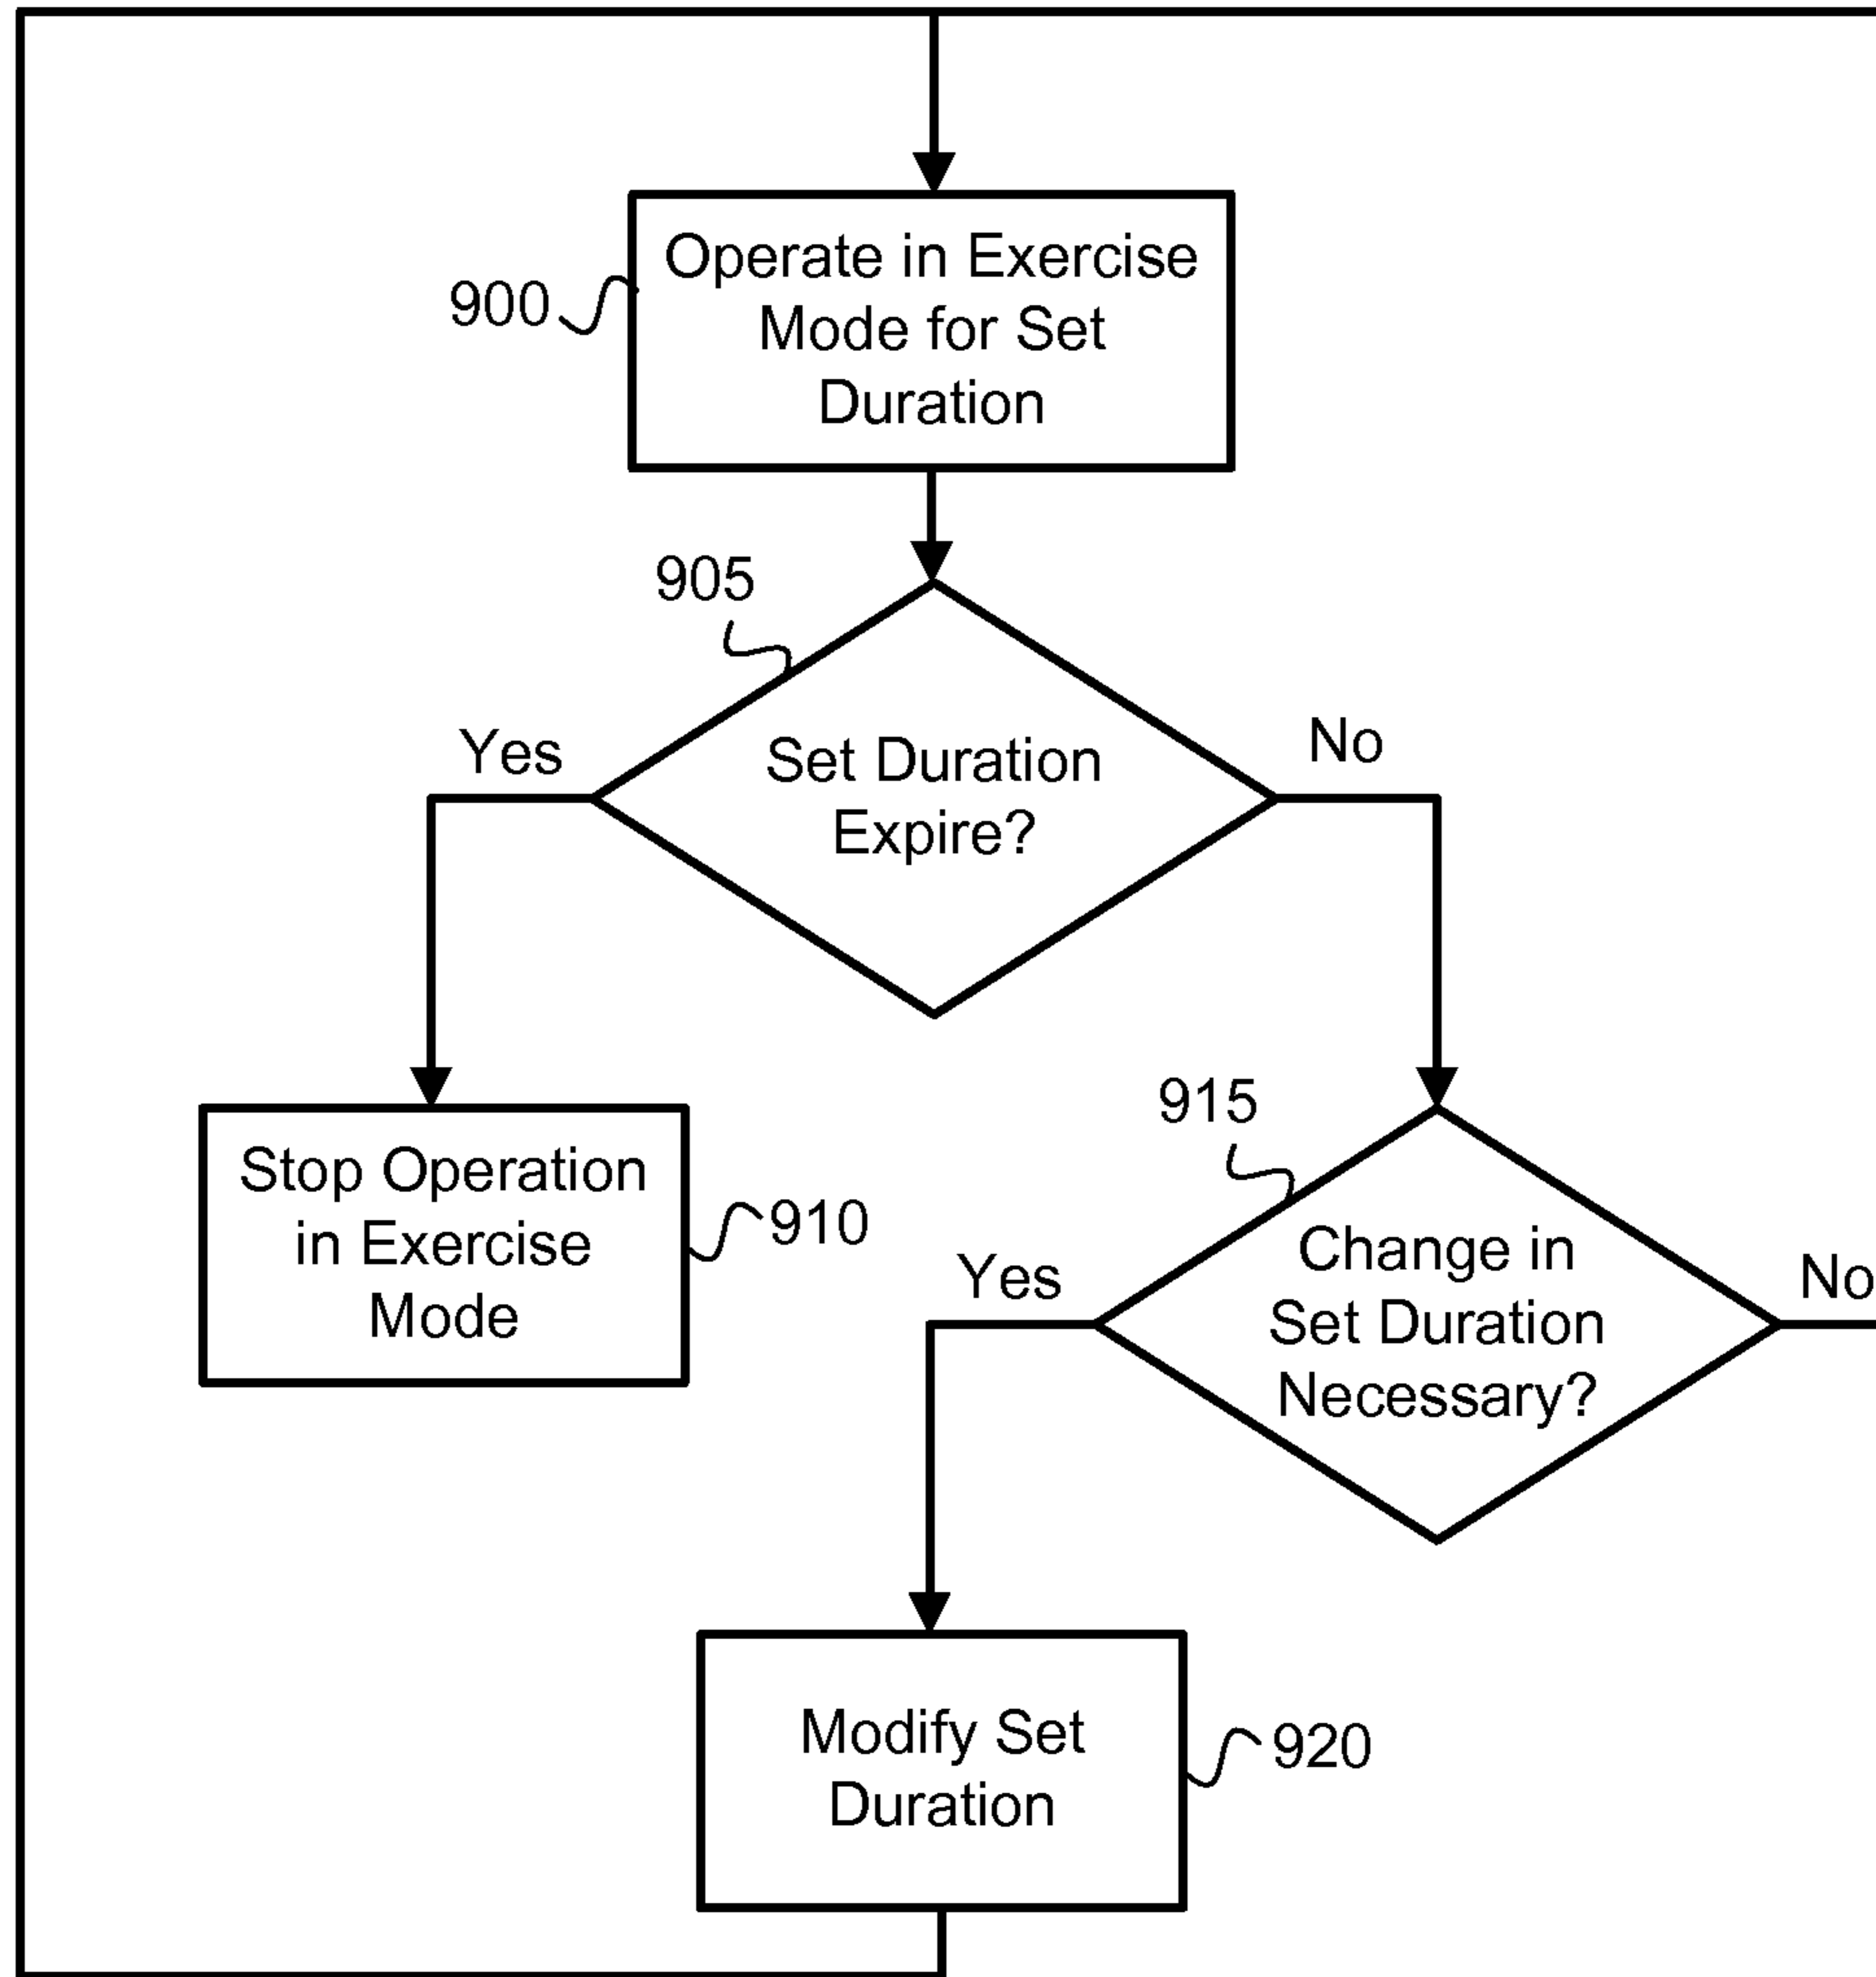 Operate in Exercise
Mode for Set
Duration
900
905
Yes
No
Set Duration
Expire?
Stop Operation
in Exercise
Mode
910
915
Yes
No
Change in
Set Duration
Necessary?
Modify Set
Duration
920